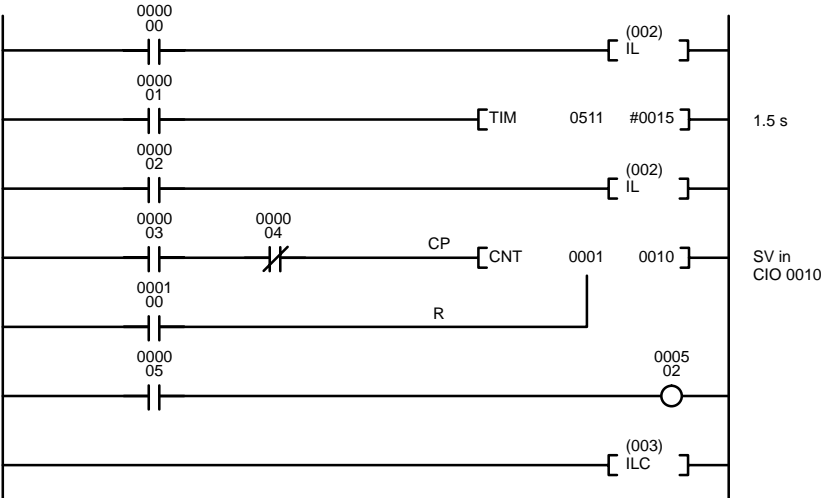 0000
00
(002)
IL
0000
01
TIM 0511 #0015
1.5 s
0000
02
(002)
IL
0000
03
0000
04
CP
CNT 0001 0010
SV in
CIO 0010
0001
00
R
0000
05
0005
02
(003)
ILC